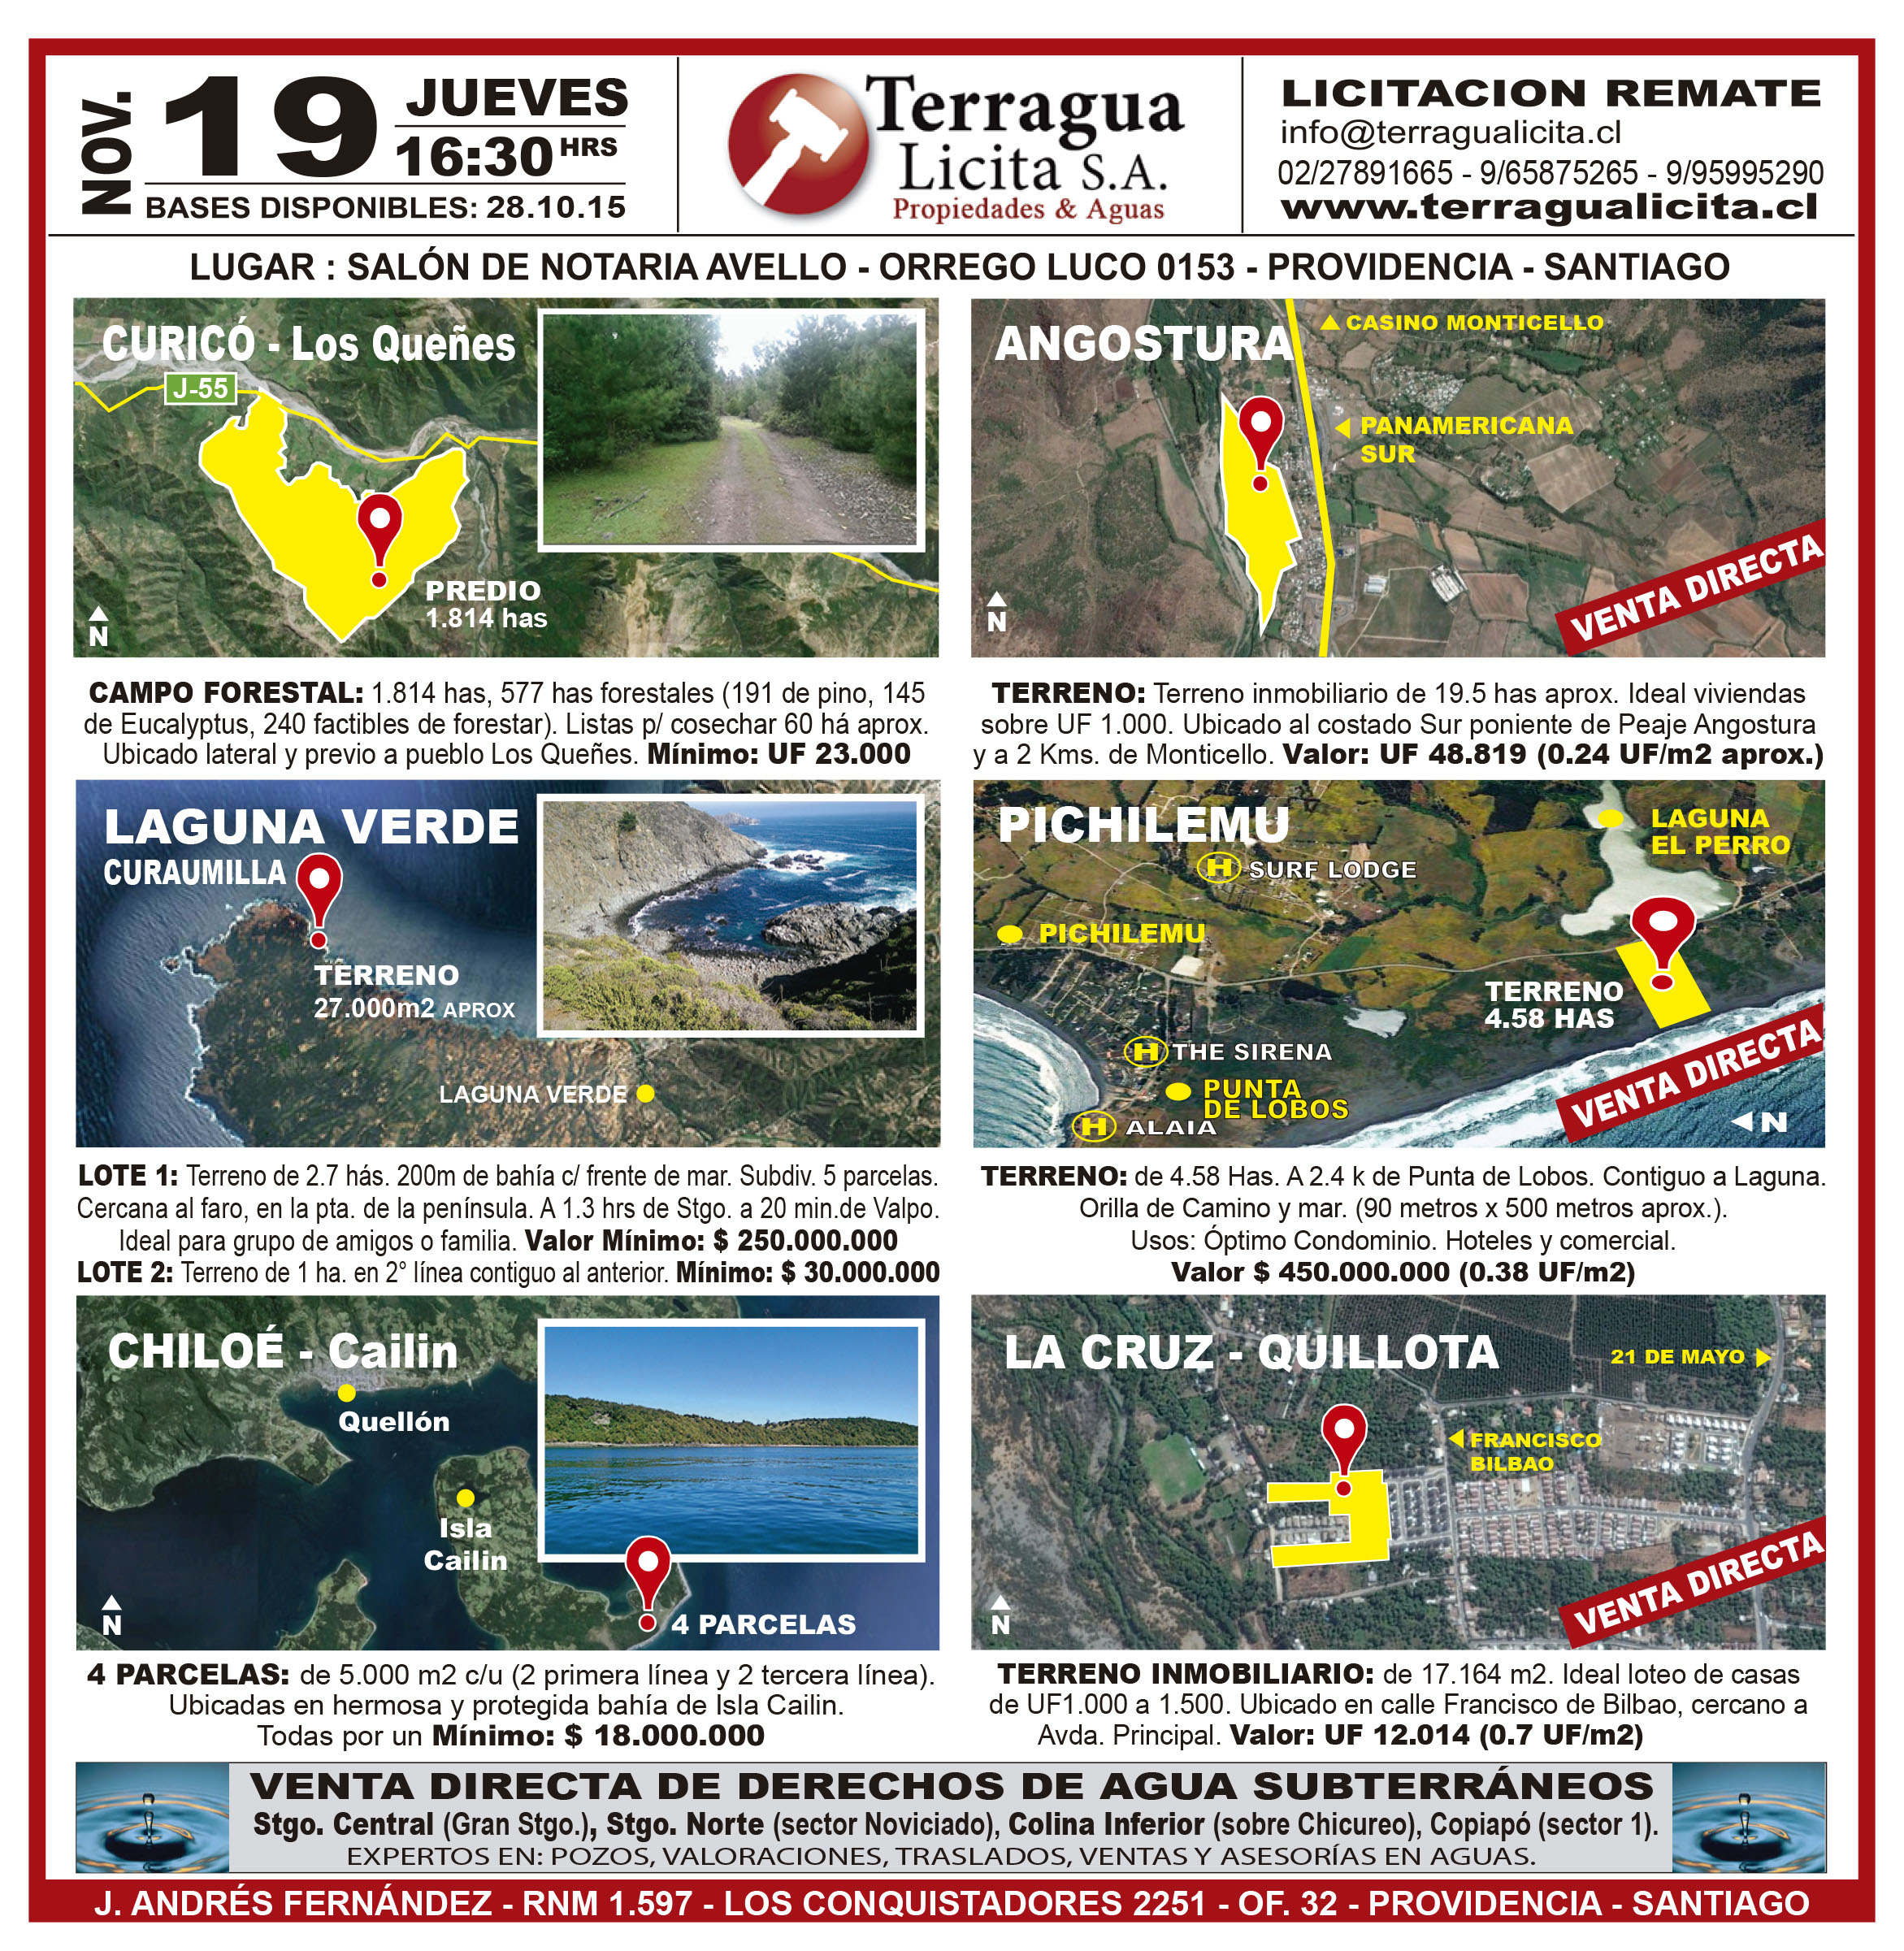 NOV.
19
JUEVES
16:30 HRS
BASES DISPONIBLES: 28.10.15
Terragua
Licita S.A.
Propiedades & Aguas
LICITACION REMATE
info@terragualicita.cl
02/27891665 - 9/65875265 - 9/95995290
www.terragualicita.cl
LUGAR : SALÓN DE NOTARIA AVELLO - ORREGO LUCO 0153 - PROVIDENCIA - SANTIAGO
CURICÓ - Los Queñes
J-55
PREDIO
1.814 has
N
CAMPO FORESTAL: 1.814 has, 577 has forestales (191 de pino, 145
de Eucalyptus, 240 factibles de forestar). Listas p/ cosechar 60 há aprox.
Ubicado lateral y previo a pueblo Los Queñes. Mínimo: UF 23.000
ANGOSTURA
CASINO MONTICELLO
PANAMERICANA
SUR
N
VENTA DIRECTA
TERRENO: Terreno inmobiliario de 19.5 has aprox. Ideal viviendas
sobre UF 1.000. Ubicado al costado Sur poniente de Peaje Angostura
y a 2 Kms. de Monticello. Valor: UF 48.819 (0.24 UF/m2 aprox.)
LAGUNA VERDE
CURAUMILLA
TERRENO
27.000m2 APROX
LAGUNA VERDE
LOTE 1: Terreno de 2.7 hás. 200m de bahía c/ frente de mar. Subdiv. 5 parcelas.
Cercana al faro, en la pta. de la península. A 1.3 hrs de Stgo. a 20 min.de Valpo.
Ideal para grupo de amigos o familia. Valor Mínimo: $ 250.000.000
LOTE 2: Terreno de 1 ha. en 2° línea contiguo al anterior. Mínimo: $ 30.000.000
PICHILEMU
LAGUNA
EL PERRO
H SURF LODGE
PICHILEMU
TERRENO
4.58 HAS
H THE SIRENA
PUNTA
DE LOBOS
H ALAIA
VENTA DIRECTA
N
TERRENO: de 4.58 Has. A 2.4 k de Punta de Lobos. Contiguo a Laguna.
Orilla de Camino y mar. (90 metros x 500 metros aprox.).
Usos: Óptimo Condominio. Hoteles y comercial.
Valor $ 450.000.000 (0.38 UF/m2)
CHILOÉ - Cailin
Quellón
Isla
Cailin
N
4 PARCELAS
4 PARCELAS: de 5.000 m2 c/u (2 primera línea y 2 tercera línea).
Ubicadas en hermosa y protegida bahía de Isla Cailin.
Todas por un Mínimo: $ 18.000.000
LA CRUZ - QUILLOTA
21 DE MAYO
FRANCISCO
BILBAO
N
VENTA DIRECTA
TERRENO INMOBILIARIO: de 17.164 m2. Ideal loteo de casas
de UF1.000 a 1.500. Ubicado en calle Francisco de Bilbao, cercano a
Avda. Principal. Valor: UF 12.014 (0.7 UF/m2)
VENTA DIRECTA DE DERECHOS DE AGUA SUBTERRÁNEOS
Stgo. Central (Gran Stgo.), Stgo. Norte (sector Noviciado), Colina Inferior (sobre Chicureo), Copiapó (sector 1).
EXPERTOS EN: POZOS, VALORACIONES, TRASLADOS, VENTAS Y ASESORÍAS EN AGUAS.
J. ANDRÉS FERNÁNDEZ - RNM 1.597 - LOS CONQUISTADORES 2251 - OF. 32 - PROVIDENCIA - SANTIAGO